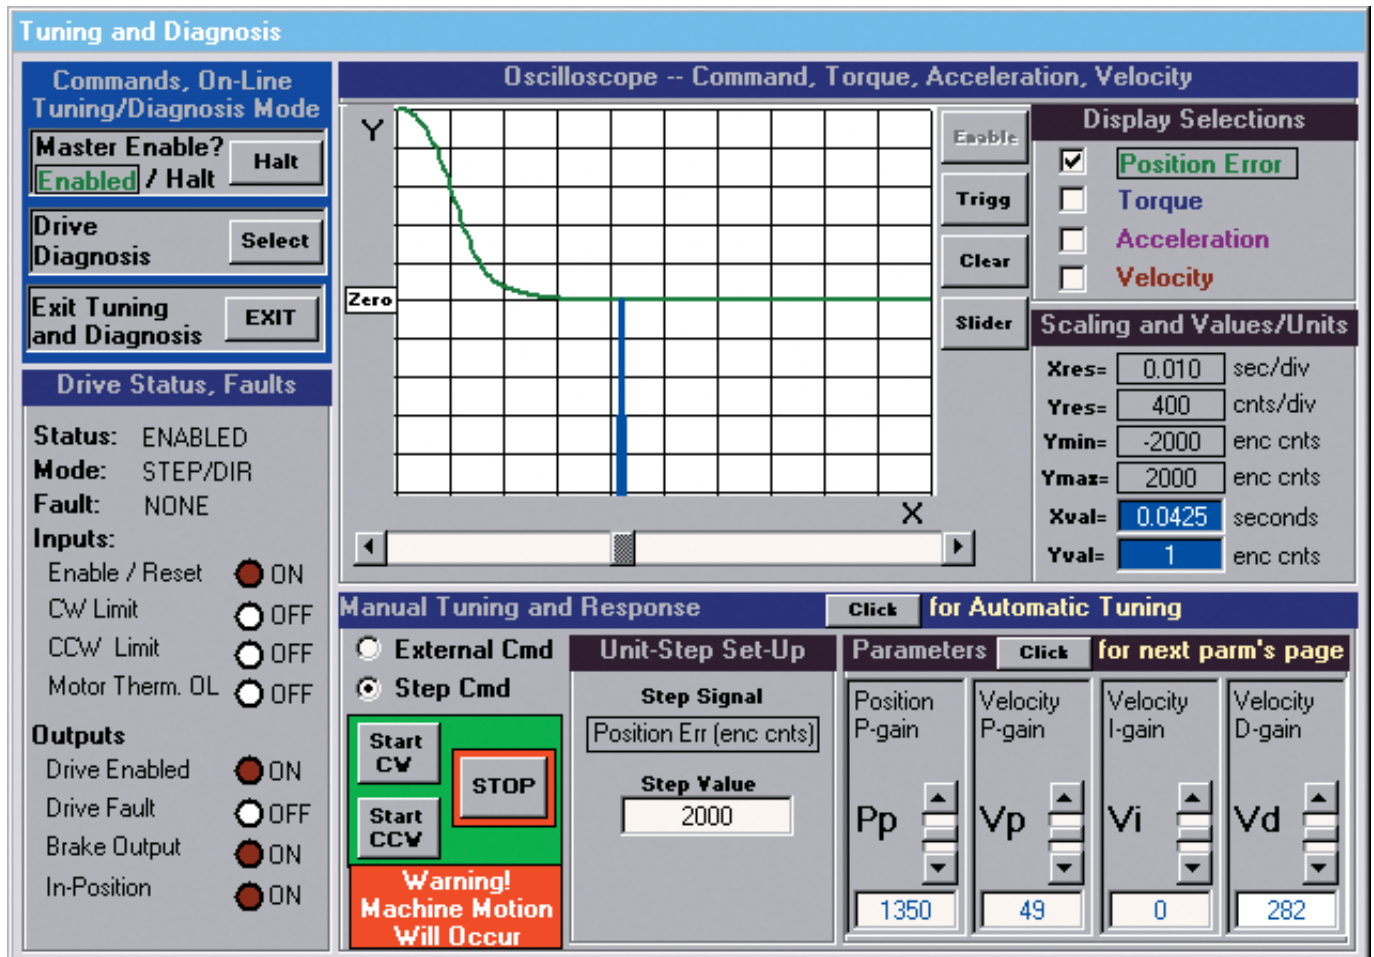 Tuning and Diagnosis
Commands, On-Line
Tuning/Diagnosis Mode
Master Enable?
Enabled / Halt
Halt
Drive
Diagnosis
Select
Exit Tuning
and Diagnosis
EXIT
Drive Status, Faults
Status: ENABLED
Mode: STEP/DIR
Fault: NONE
Inputs:
Enable / Reset ON
CW Limit OFF
CCW Limit OFF
Motor Therm. OL OFF
Outputs
Drive Enabled ON
Drive Fault OFF
Brake Output ON
In-Position ON
Oscilloscope -- Command, Torque, Acceleration, Velocity
Y
Zero
X
Enable
Trigg
Clear
Slider
Display Selections
Position Error
Torque
Acceleration
Velocity
Scaling and Values/Units
Xres= 0.010 sec/div
Yres= 400 cnts/div
Ymin= -2000 enc cnts
Ymax= 2000 enc cnts
Xval= 0.0425 seconds
Yval= 1 enc cnts
Manual Tuning and Response
Click for Automatic Tuning
External Cmd
Step Cmd
Start
CW
Start
CCW
STOP
Warning!
Machine Motion
Will Occur
Unit-Step Set-Up
Step Signal
Position Err (enc cnts)
Step Value
2000
Parameters Click for next parm's page
Position
P-gain
Pp
1350
Velocity
P-gain
Vp
49
Velocity
I-gain
Vi
0
Velocity
D-gain
Vd
282